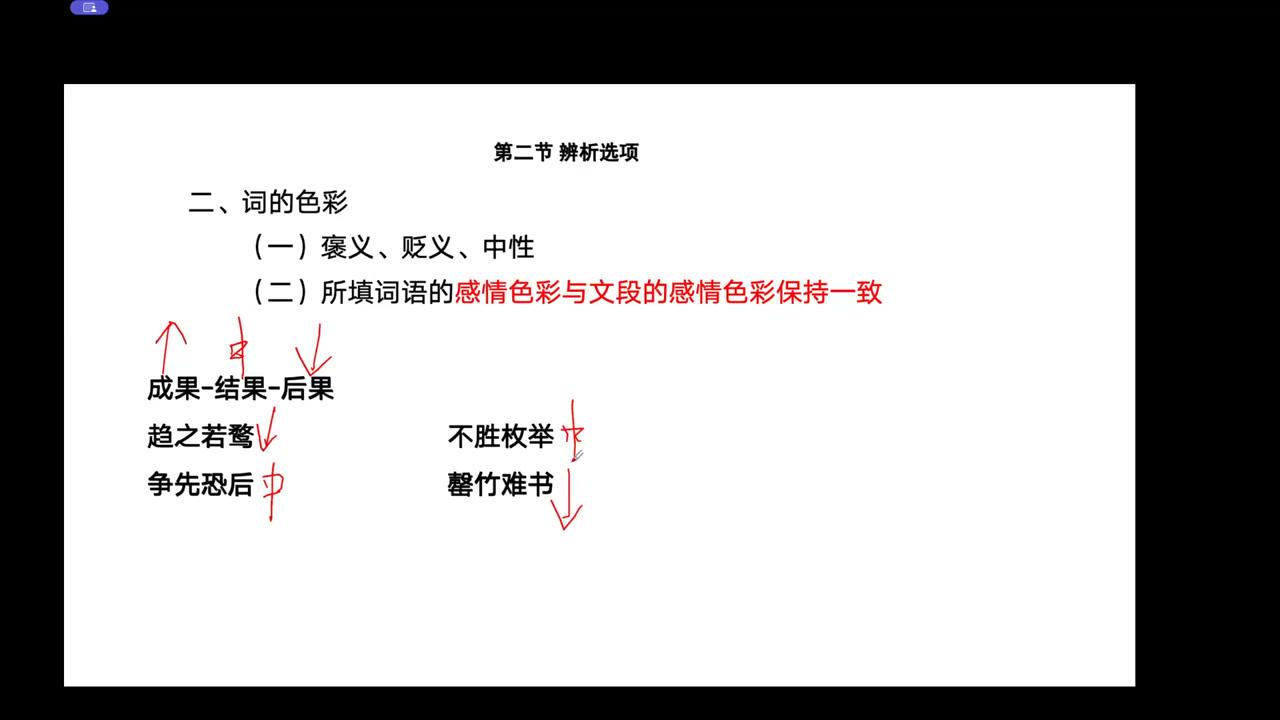 第二节 辨析选项
二、词的色彩
（一）褒义、贬义、中性
（二）所填词语的感情色彩与文段的感情色彩保持一致
中
成果-结果-后果
趋之若鹜
不胜枚举 中
争先恐后 中
罄竹难书